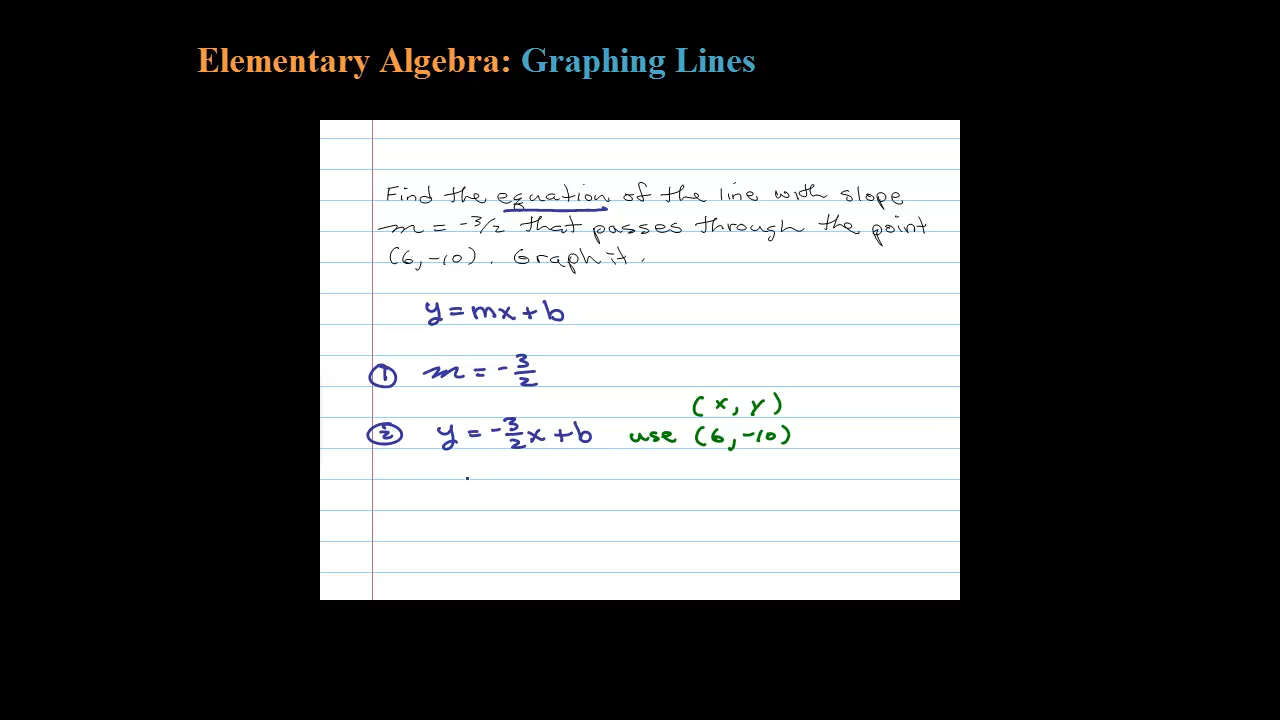 Elementary Algebra: Graphing Lines
Find the equation of the line with slope
m = -3/2 that passes through the point
(6, -10). Graph it.
y = mx + b
① m = -3/2
(x, y)
② y = -3/2 x + b use (6, -10)